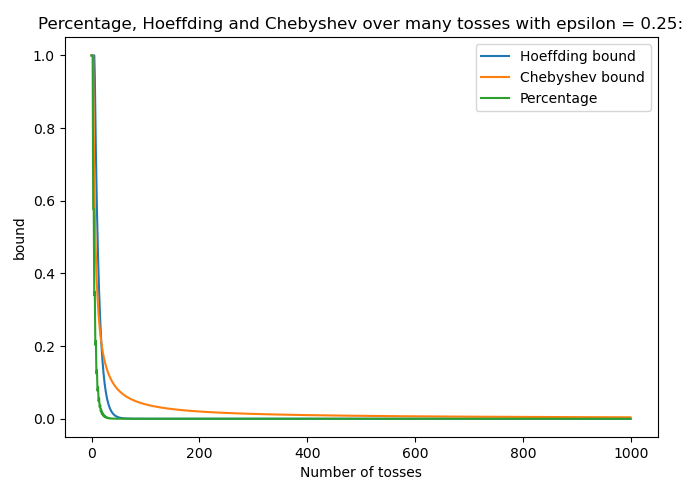 Percentage, Hoeffding and Chebyshev over many tosses with epsilon = 0.25:
Hoeffding bound
Chebyshev bound
Percentage
1.0
0.8
0.6
0.4
0.2
0.0
bound
0 200 400 600 800 1000
Number of tosses